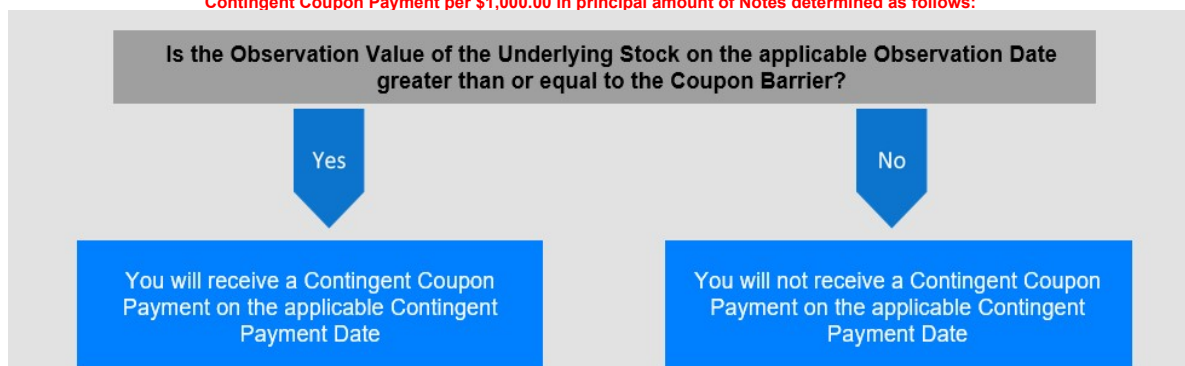 Contingent Coupon Payment per $1,000.00 in principal amount of Notes determined as follows:
Is the Observation Value of the Underlying Stock on the applicable Observation Date
greater than or equal to the Coupon Barrier?
Yes
No
You will receive a Contingent Coupon
Payment on the applicable Contingent
Payment Date
You will not receive a Contingent Coupon
Payment on the applicable Contingent
Payment Date